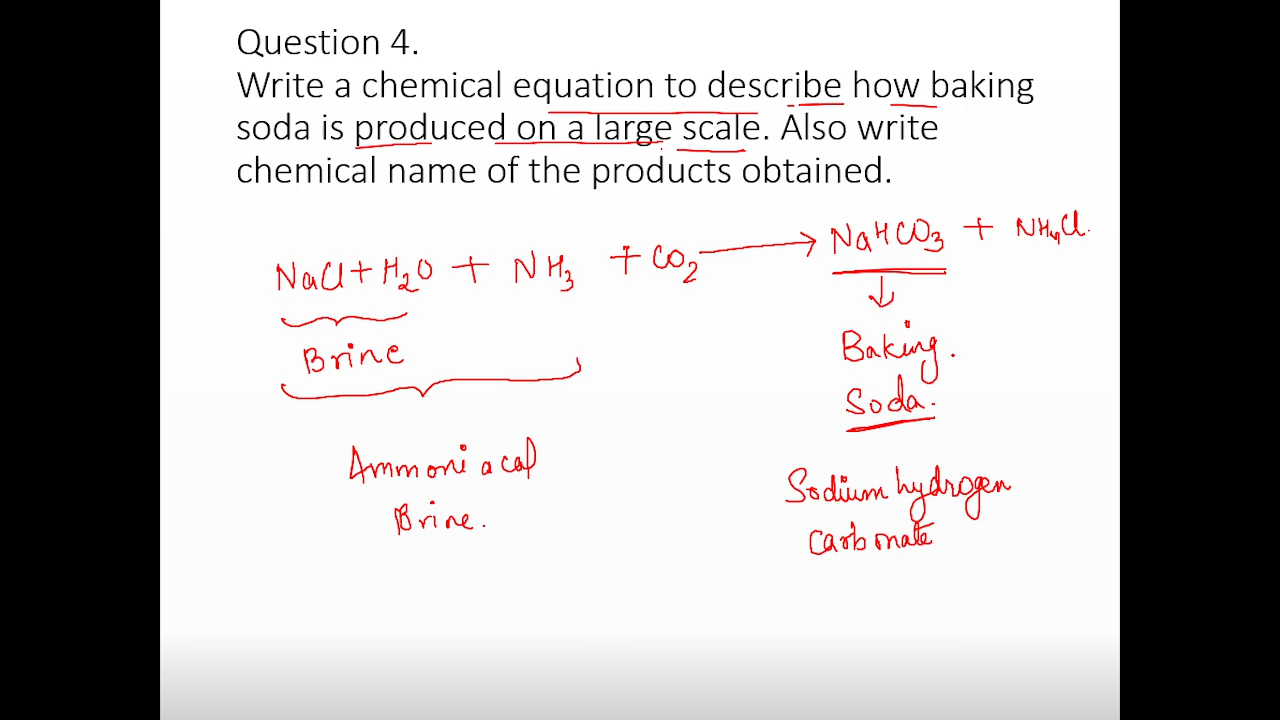 Question 4.
Write a chemical equation to describe how baking
soda is produced on a large scale. Also write
chemical name of the products obtained.
NaCl + H₂O + NH₃ + CO₂ → NaHCO₃ + NH₄Cl.
Brine
Baking.
Soda.
Ammoniacal
Brine.
Sodium hydrogen
carbonate